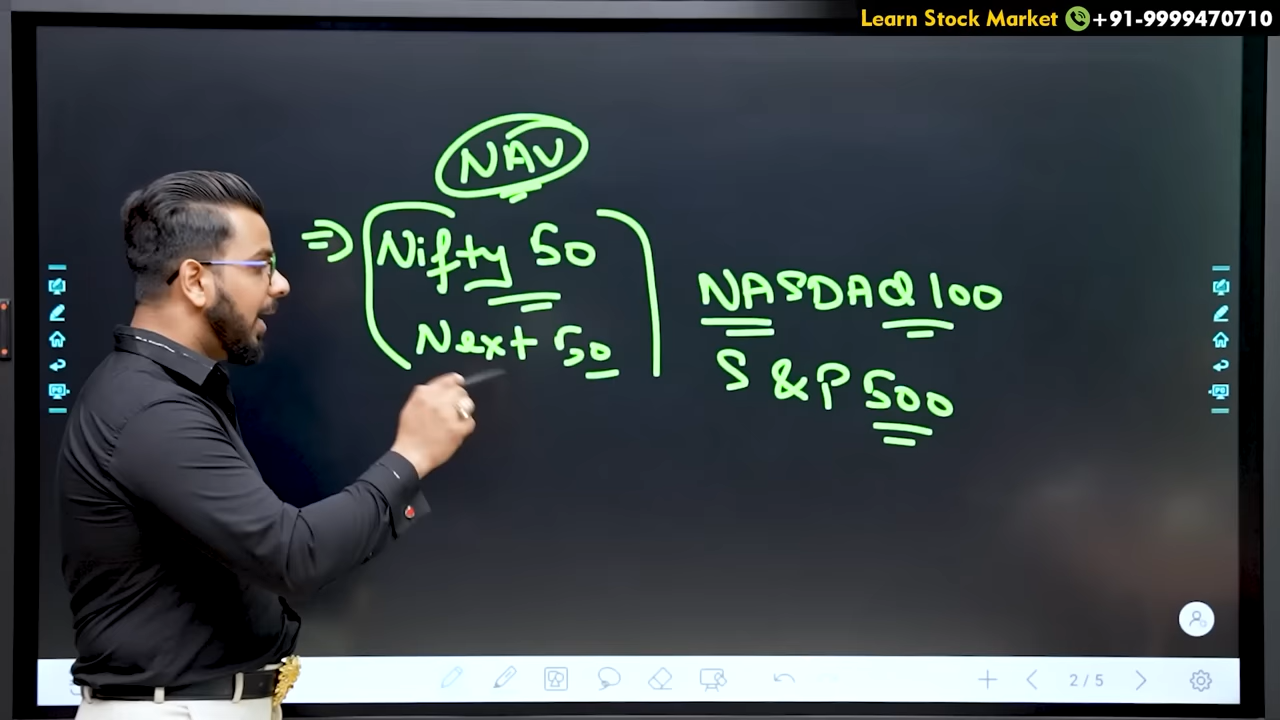 Learn Stock Market +91-9999470710
NAV
⇒ Nifty 50
Next 50
NASDAQ 100
S & P 500
2/5